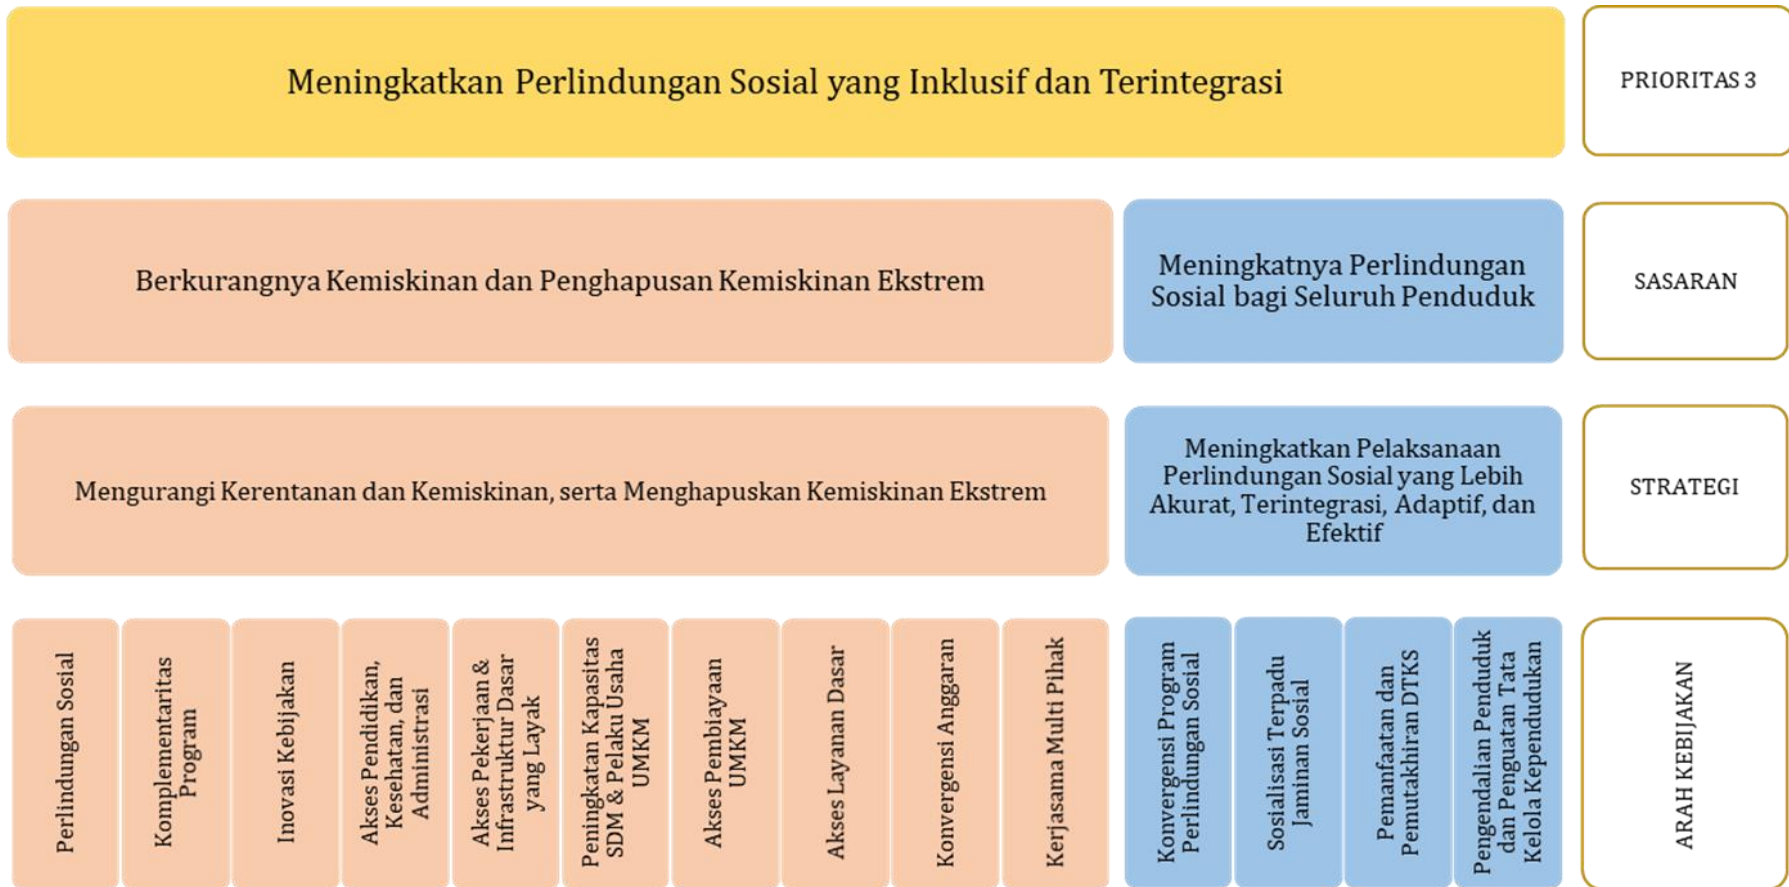 Meningkatkan Perlindungan Sosial yang Inklusif dan Terintegrasi
PRIORITAS 3
Berkurangnya Kemiskinan dan Penghapusan Kemiskinan Ekstrem
Meningkatnya Perlindungan
Sosial bagi Seluruh Penduduk
SASARAN
Mengurangi Kerentanan dan Kemiskinan, serta Menghapuskan Kemiskinan Ekstrem
Meningkatkan Pelaksanaan
Perlindungan Sosial yang Lebih
Akurat, Terintegrasi, Adaptif, dan
Efektif
STRATEGI
Perlindungan Sosial
Komplementaritas
Program
Inovasi Kebijakan
Akses Pendidikan,
Kesehatan, dan
Administrasi
Akses Pekerjaan &
Infrastruktur Dasar
yang Layak
Peningkatan Kapasitas
SDM & Pelaku Usaha
UMKM
Akses Pembiayaan
UMKM
Akses Layanan Dasar
Konvergensi Anggaran
Kerjasama Multi Pihak
Konvergensi Program
Perlindungan Sosial
Sosialisasi Terpadu
Jaminan Sosial
Pemanfaatan dan
Pemutakhiran DTKS
Pengendalian Penduduk
dan Penguatan Tata
Kelola Kependudukan
ARAH KEBIJAKAN